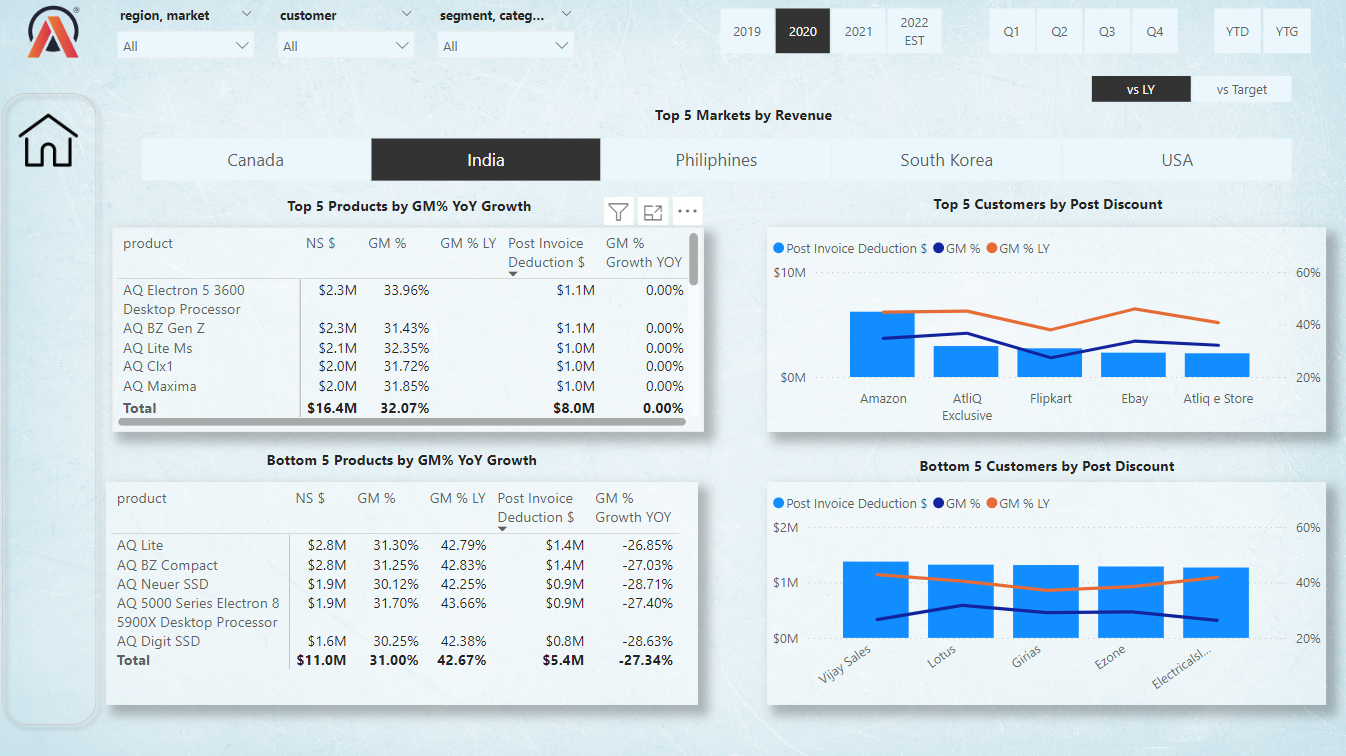 region, market
customer
segment, categ...
All
All
All
2019
2020
2021
2022
EST
Q1
Q2
Q3
Q4
YTD
YTG
vs LY
vs Target
Top 5 Markets by Revenue
Canada
India
Philiphines
South Korea
USA
Top 5 Products by GM% YoY Growth
product NS $ GM % GM % LY Post Invoice Deduction $ GM % Growth YOY
AQ Electron 5 3600 $2.3M 33.96% $1.1M 0.00%
Desktop Processor
AQ BZ Gen Z $2.3M 31.43% $1.1M 0.00%
AQ Lite Ms $2.1M 32.35% $1.0M 0.00%
AQ Clx1 $2.0M 31.72% $1.0M 0.00%
AQ Maxima $2.0M 31.85% $1.0M 0.00%
Total $16.4M 32.07% $8.0M 0.00%
Top 5 Customers by Post Discount
Post Invoice Deduction $ GM % GM % LY
$10M
$0M
60%
40%
20%
Amazon
AtliQ
Exclusive
Flipkart
Ebay
Atliq e Store
Bottom 5 Products by GM% YoY Growth
product NS $ GM % GM % LY Post Invoice Deduction $ GM % Growth YOY
AQ Lite $2.8M 31.30% 42.79% $1.4M -26.85%
AQ BZ Compact $2.8M 31.25% 42.83% $1.4M -27.03%
AQ Neuer SSD $1.9M 30.12% 42.25% $0.9M -28.71%
AQ 5000 Series Electron 8 $1.9M 31.70% 43.66% $0.9M -27.40%
5900X Desktop Processor
AQ Digit SSD $1.6M 30.25% 42.38% $0.8M -28.63%
Total $11.0M 31.00% 42.67% $5.4M -27.34%
Bottom 5 Customers by Post Discount
Post Invoice Deduction $ GM % GM % LY
$2M
$1M
$0M
60%
40%
20%
Vijay Sales
Lotus
Girias
Ezone
Electricalsl...